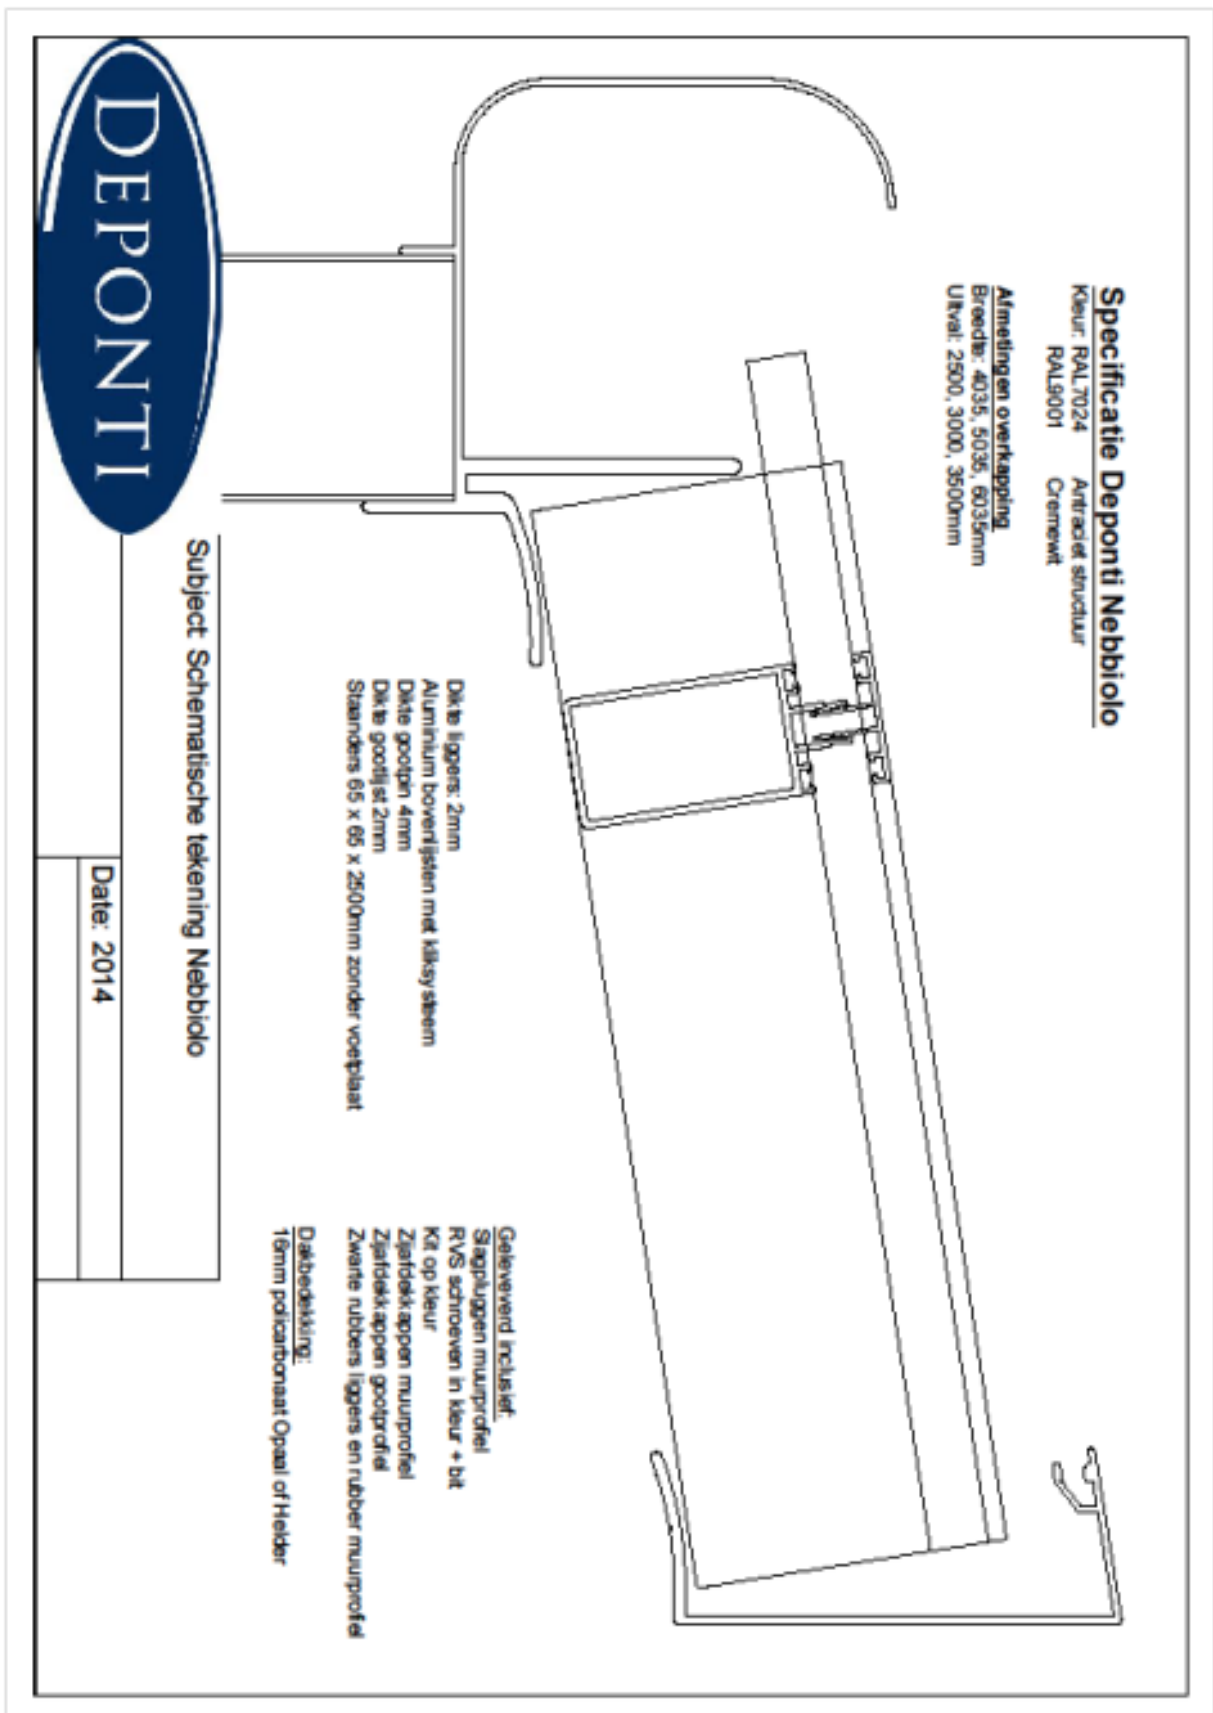 Specificatie Deponti Nebbiolo
Kleur: RAL7024 Antraciet structuur
RAL9001 Cremewit
Afmetingen overkapping
Breedte: 4035, 5035, 6035mm
Uitval: 2500, 3000, 3500mm
Dikte liggers: 2mm
Aluminium bovenlijsten met kliksysteem
Dikte gootpin 4mm
Dikte gootlijst 2mm
Staanders 65 x 65 x 2500mm zonder voetplaat
Geleveverd inclusief:
Slagpluggen muurprofiel
RVS schroeven in kleur + bit
Kit op kleur
Zijafdekkappen muurprofiel
Zijafdekkappen gootprofiel
Zwarte rubbers liggers en rubber muurprofiel
Dakbedekking:
16mm policarbonaat Opaal of Helder
DEPONTI
Subject: Schematische tekening Nebbiolo
Date: 2014